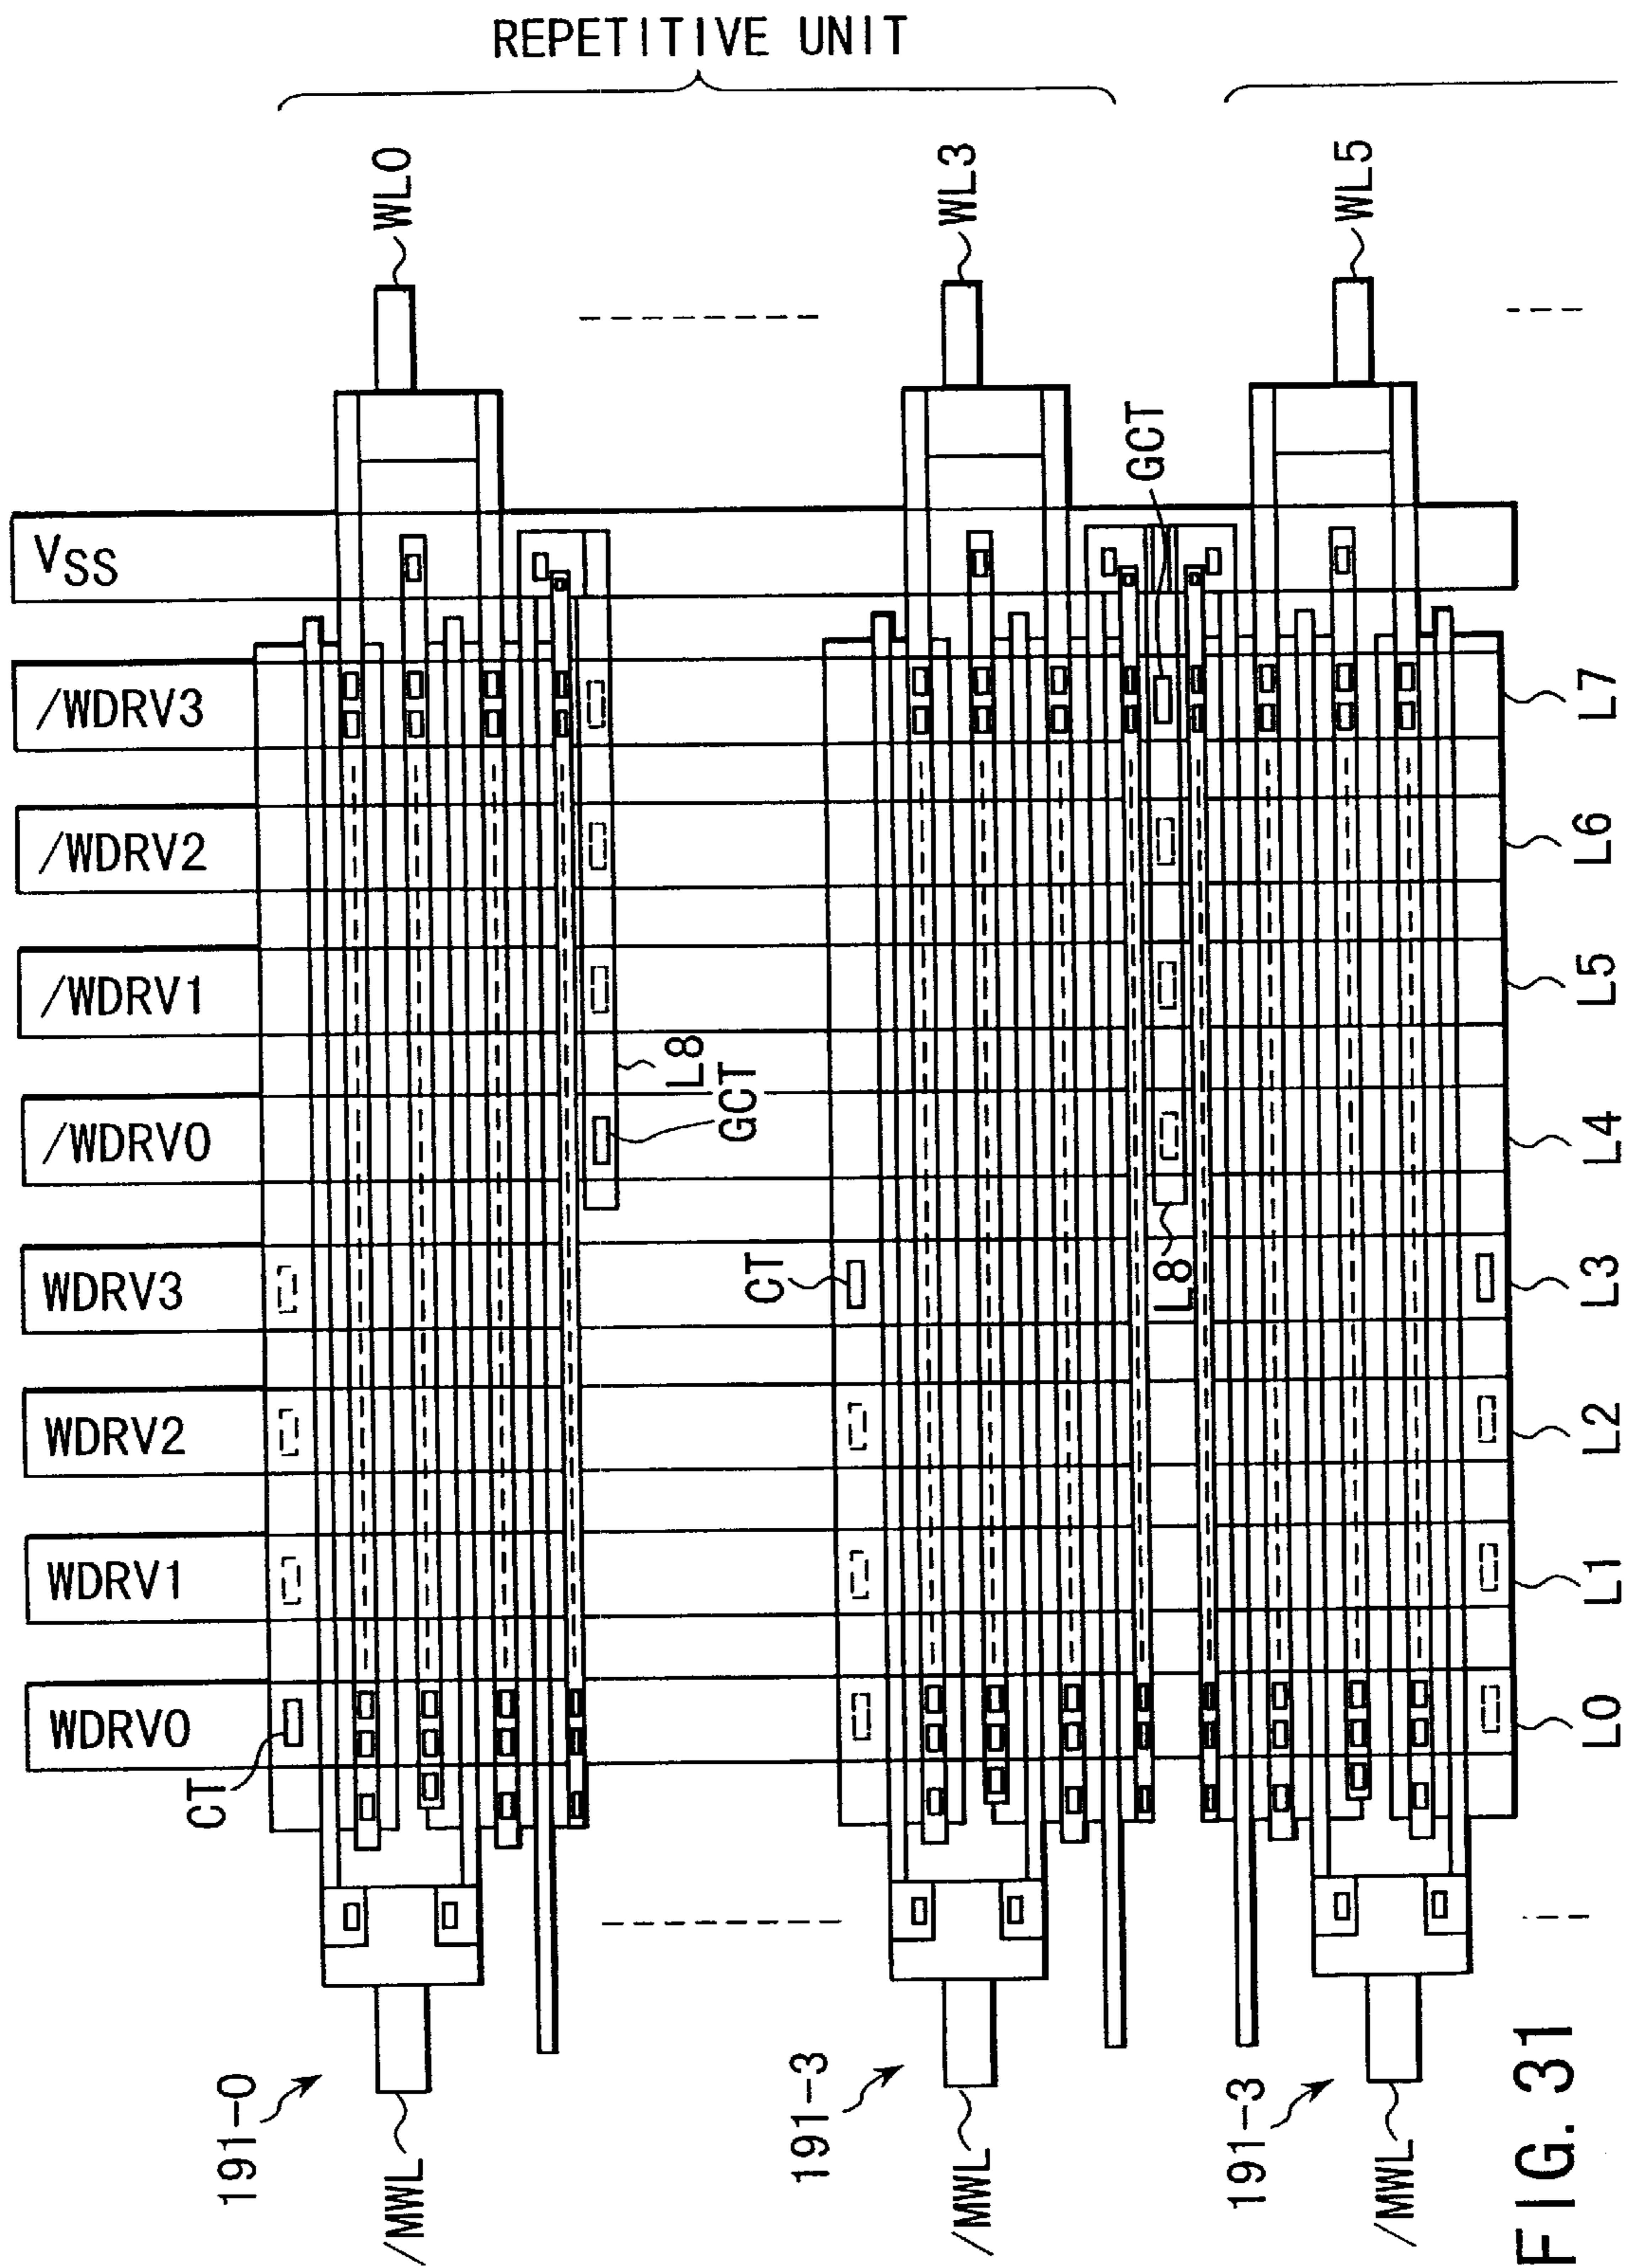 REPETITIVE UNIT
WL0
WL3
WL5
VSS
/WDRV3
/WDRV2
/WDRV1
/WDRV0
WDRV3
WDRV2
WDRV1
WDRV0
GCT
L8
GCT
CT
L8
CT
L7
L6
L5
L4
L3
L2
L1
L0
191-0
/MWL
191-3
/MWL
191-3
/MWL
FIG. 31